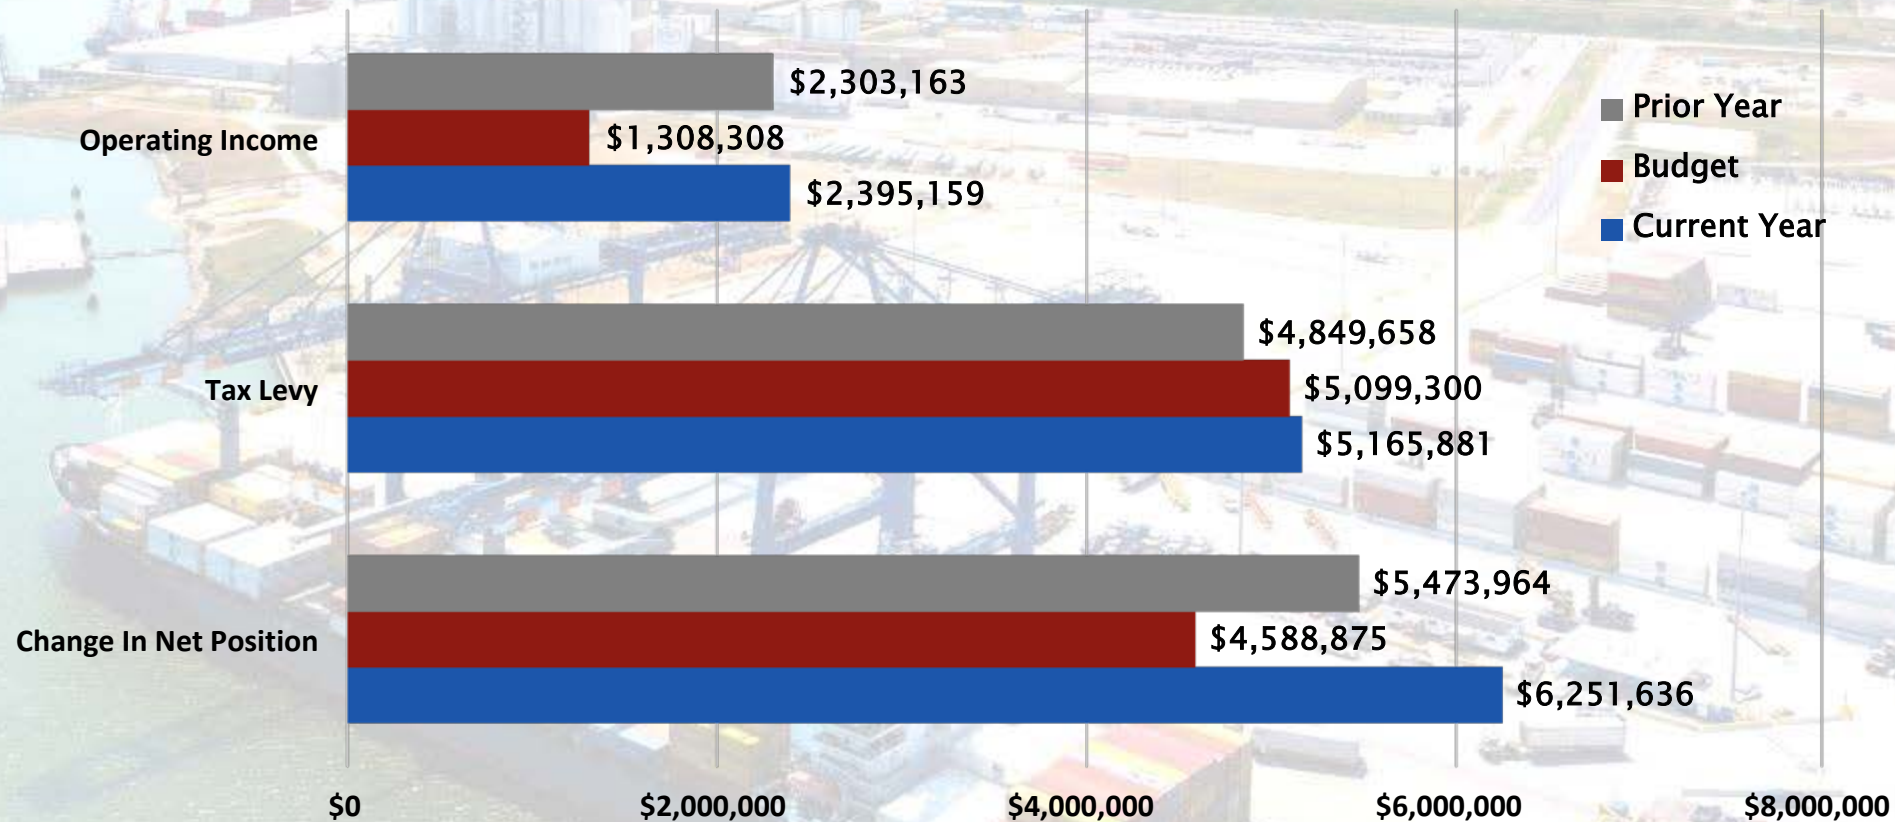 $2,303,163
Operating Income
$1,308,308
$2,395,159
Prior Year
Budget
Current Year
$4,849,658
Tax Levy
$5,099,300
$5,165,881
$5,473,964
Change In Net Position
$4,588,875
$6,251,636
$0 $2,000,000 $4,000,000 $6,000,000 $8,000,000